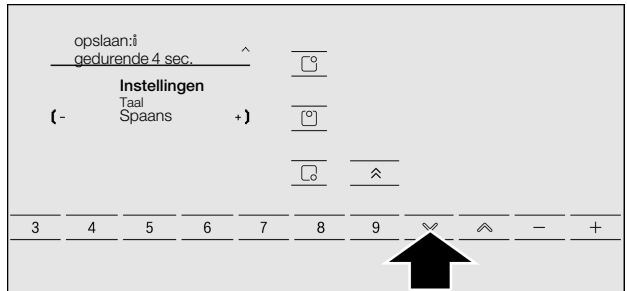 opslaan:i
gedurende 4 sec.
Instellingen
Taal
- Spaans +
3 4 5 6 7 8 9 - +